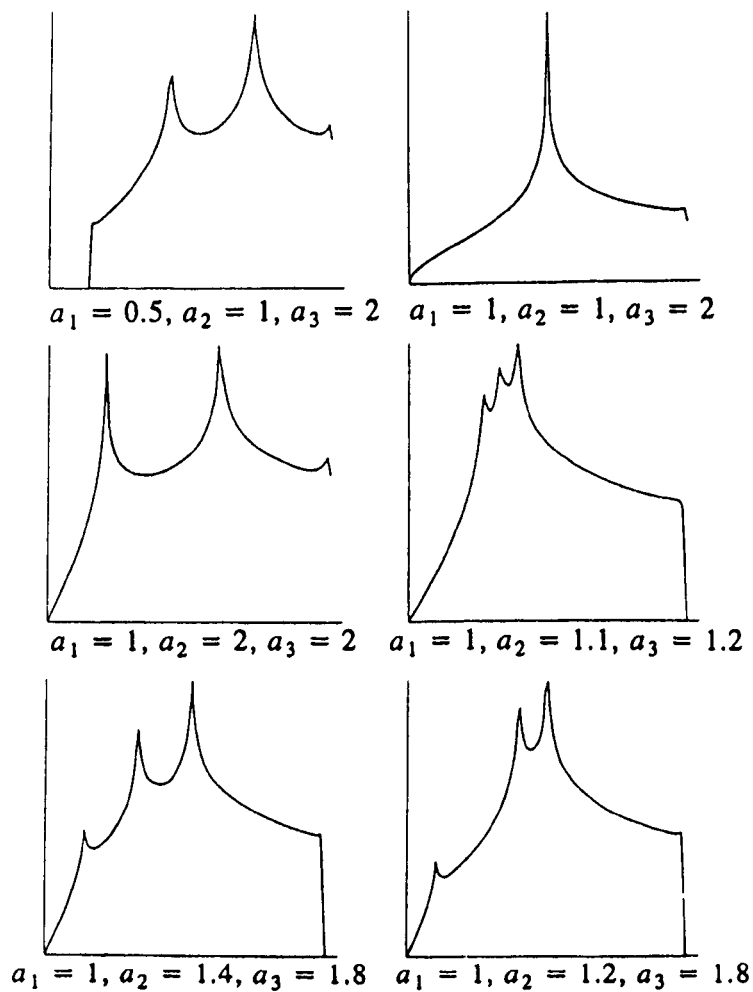 a1 = 0.5, a2 = 1, a3 = 2
a1 = 1, a2 = 1, a3 = 2
a1 = 1, a2 = 2, a3 = 2
a1 = 1, a2 = 1.1, a3 = 1.2
a1 = 1, a2 = 1.4, a3 = 1.8
a1 = 1, a2 = 1.2, a3 = 1.8